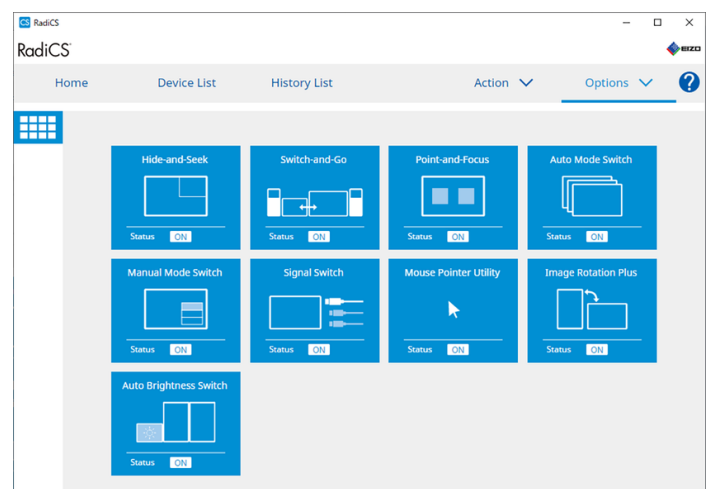 CS RadiCS
RadiCS
EIZO
Home Device List History List Action Options ?
Hide-and-Seek Switch-and-Go Point-and-Focus Auto Mode Switch
Status ON Status ON Status ON Status ON
Manual Mode Switch Signal Switch Mouse Pointer Utility Image Rotation Plus
Status ON Status ON Status ON Status ON
Auto Brightness Switch
Status ON